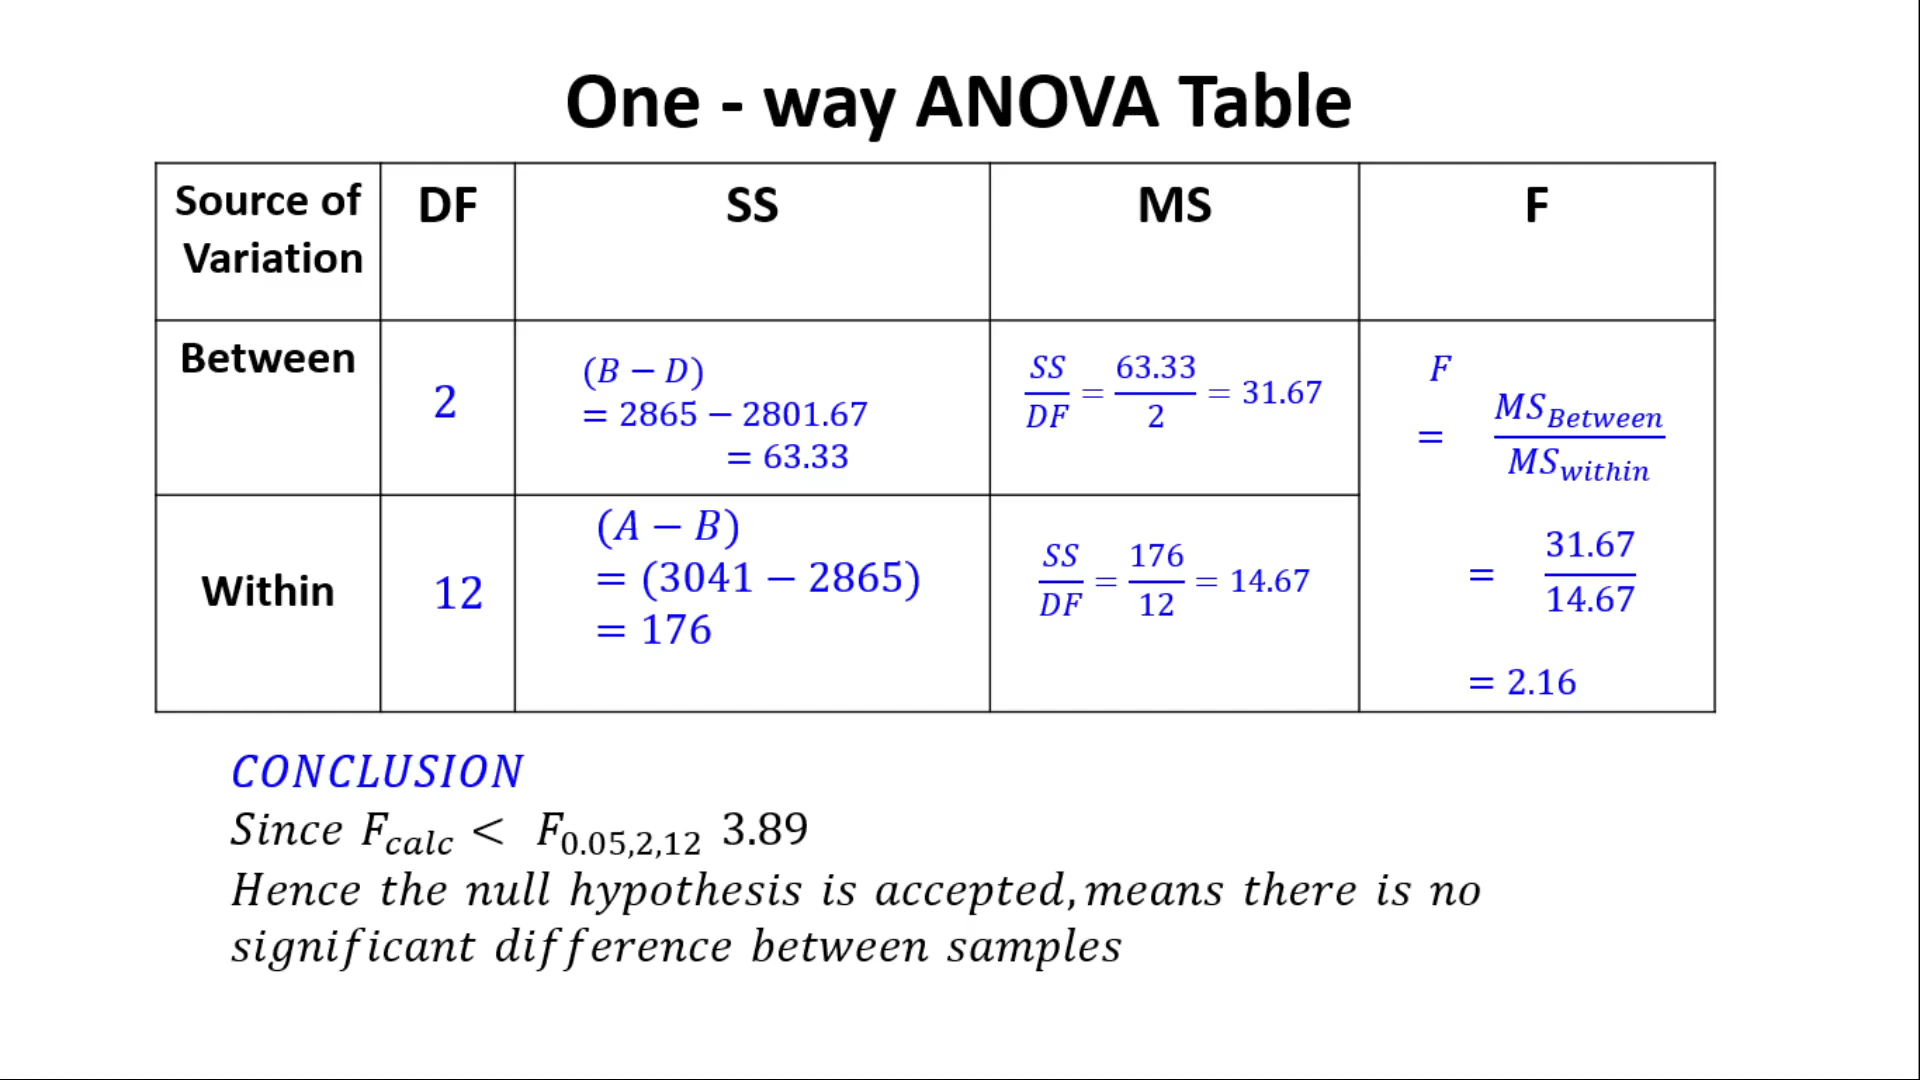 One - way ANOVA Table
Source of
Variation
DF
SS
MS
F
Between
2
(B − D)
= 2865 − 2801.67
= 63.33
SS/DF = 63.33/2 = 31.67
F
= MS_Between/MS_within
= 31.67/14.67
= 2.16
Within
12
(A − B)
= (3041 − 2865)
= 176
SS/DF = 176/12 = 14.67
CONCLUSION
Since F_calc < F_0.05,2,12 3.89
Hence the null hypothesis is accepted, means there is no
significant difference between samples